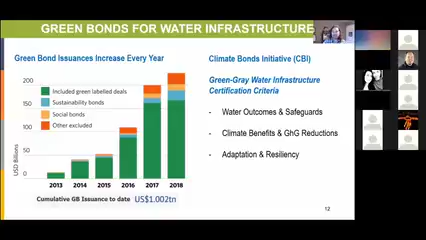 GREEN BONDS FOR WATER INFRASTRUCTURE
Green Bond Issuances Increase Every Year
Included green labelled deals
Sustainability bonds
Social bonds
Other excluded
USD Billions
200
150
100
50
0
2013 2014 2015 2016 2017 2018
Cumulative GB Issuance to date US$1.002tn
Climate Bonds Initiative (CBI)
Green-Gray Water Infrastructure
Certification Criteria
- Water Outcomes & Safeguards
- Climate Benefits & GhG Reductions
- Adaptation & Resiliency
12